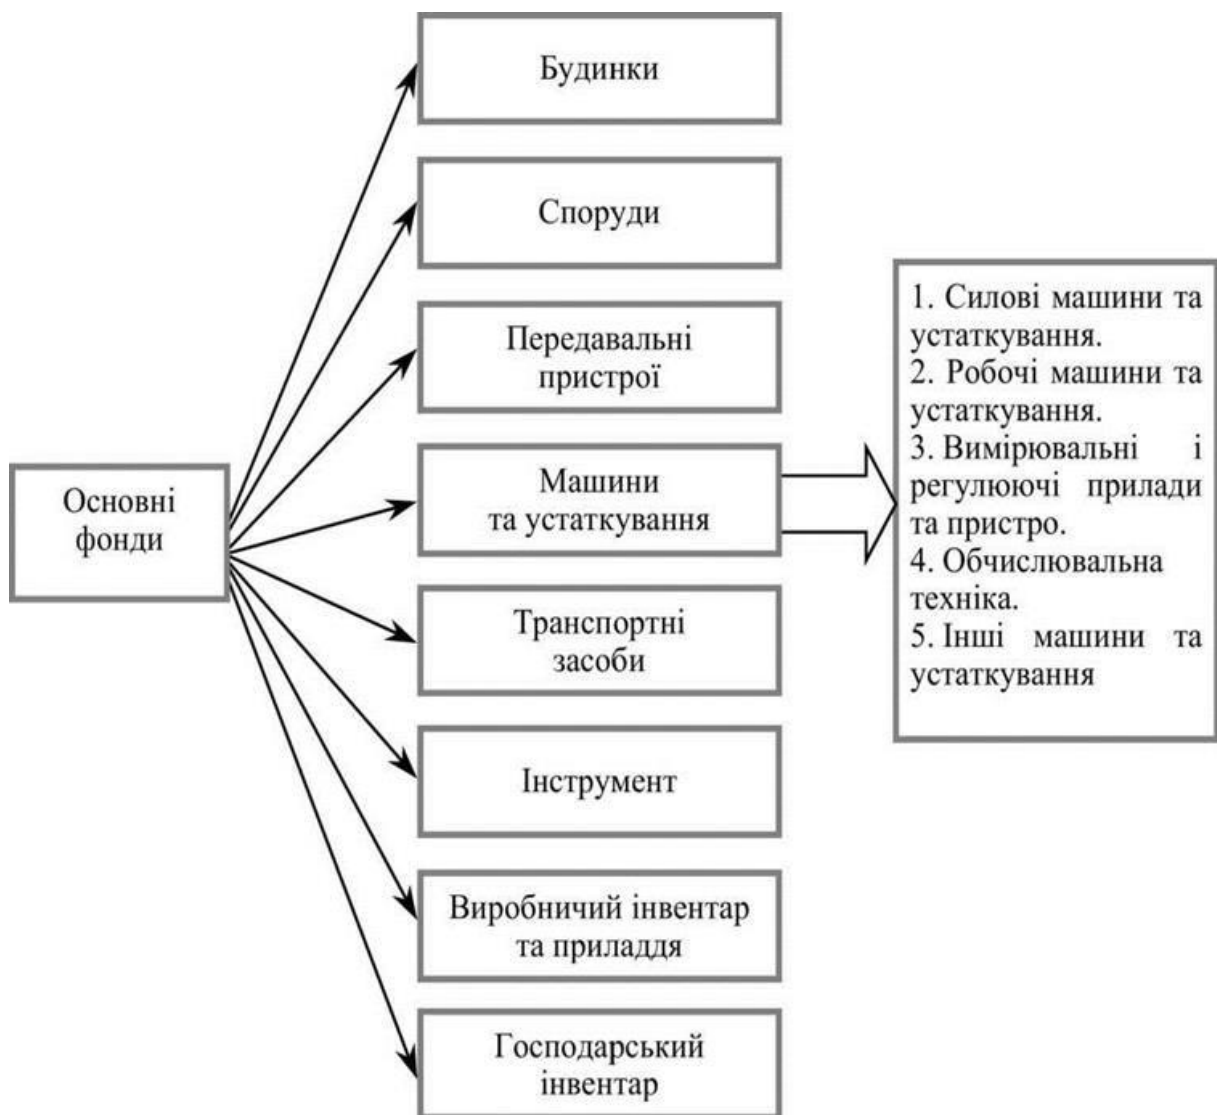 Будинки
Споруди
Передавальні
пристрої
Основні
фонди
Машини
та устаткування
Транспортні
засоби
Інструмент
Виробничий інвентар
та приладдя
Господарський
інвентар
1. Силові машини та
устаткування.
2. Робочі машини та
устаткування.
3. Вимірювальні і
регулюючі прилади
та пристро.
4. Обчислювальна
техніка.
5. Інші машини та
устаткування